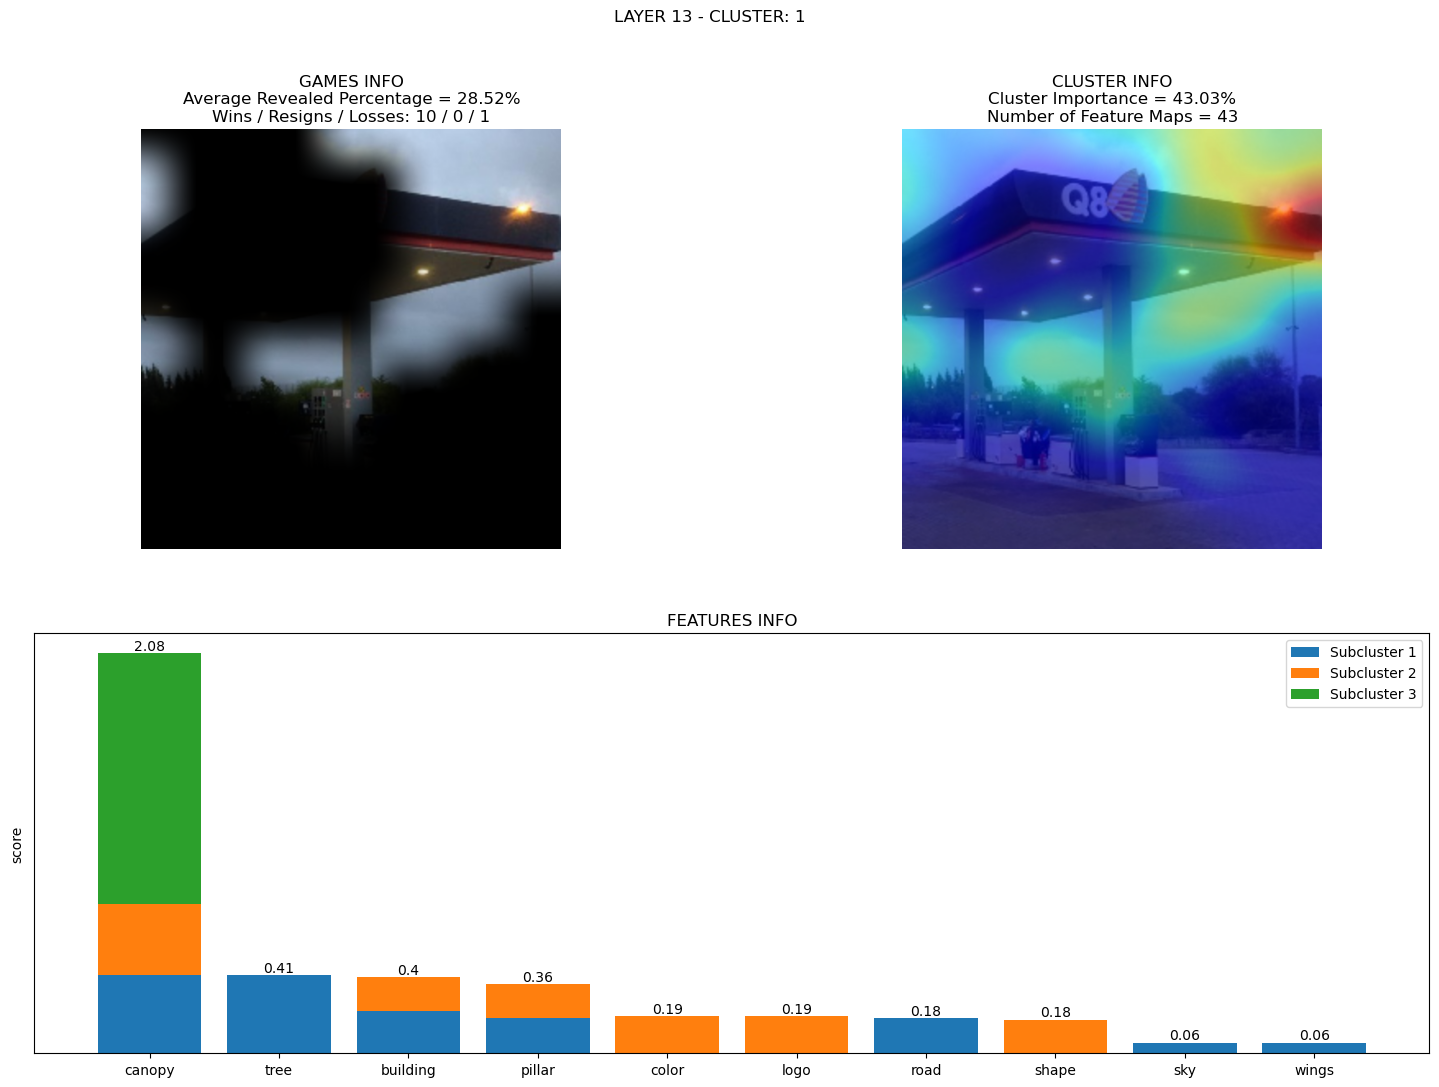 LAYER 13 - CLUSTER: 1
GAMES INFO
Average Revealed Percentage = 28.52%
Wins / Resigns / Losses: 10 / 0 / 1
CLUSTER INFO
Cluster Importance = 43.03%
Number of Feature Maps = 43
Q8
FEATURES INFO
score
2.08
0.41
0.4
0.36
0.19
0.19
0.18
0.18
0.06
0.06
Subcluster 1
Subcluster 2
Subcluster 3
canopy
tree
building
pillar
color
logo
road
shape
sky
wings